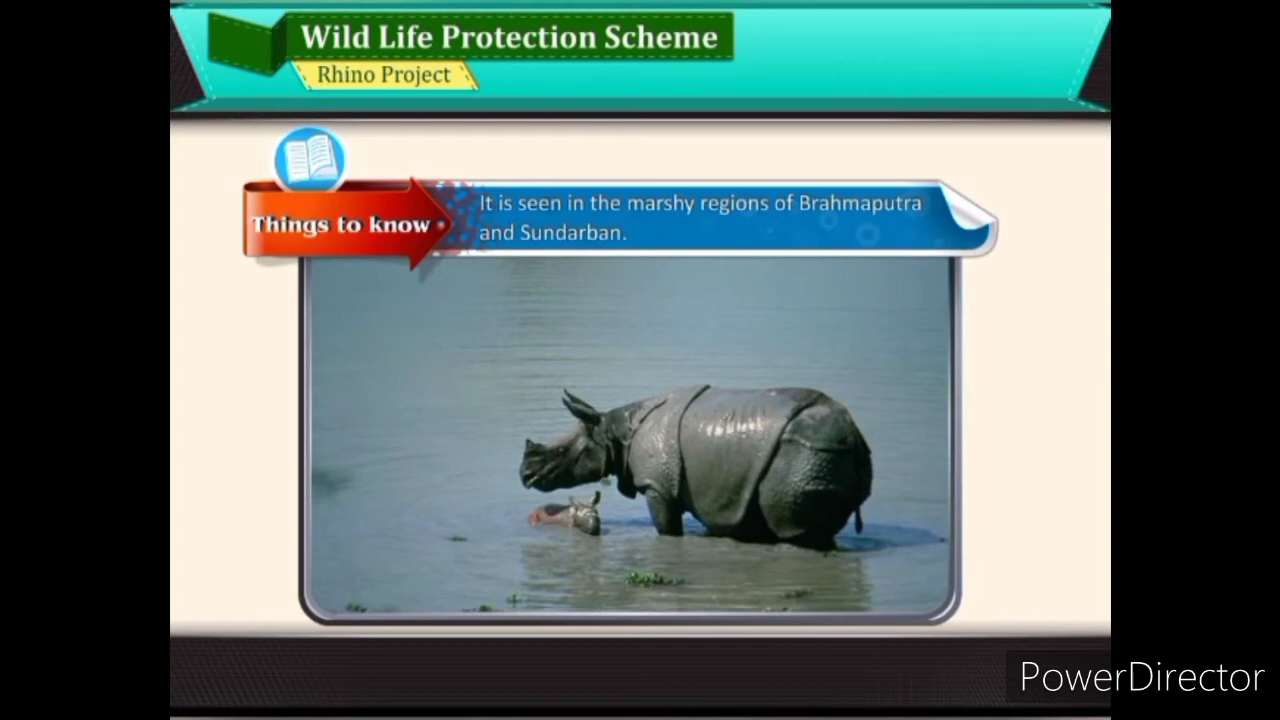 Wild Life Protection Scheme
Rhino Project
Things to know
It is seen in the marshy regions of Brahmaputra
and Sundarban.
PowerDirector